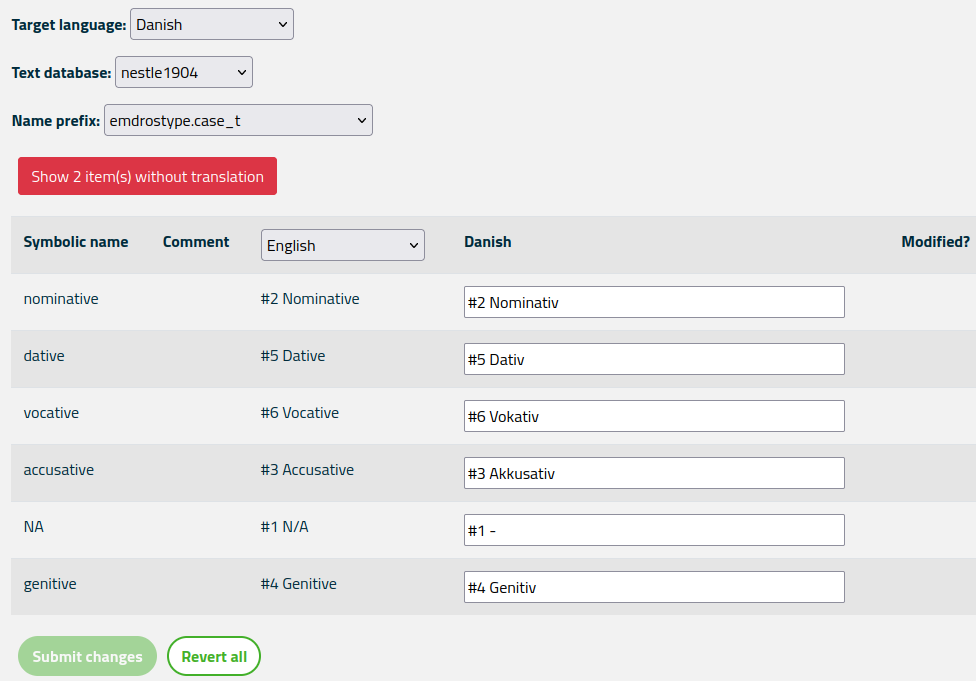 Target language: Danish
Text database: nestle1904
Name prefix: emdrostype.case_t
Show 2 item(s) without translation
Symbolic name Comment English Danish Modified?
nominative #2 Nominative #2 Nominativ
dative #5 Dative #5 Dativ
vocative #6 Vocative #6 Vokativ
accusative #3 Accusative #3 Akkusativ
NA #1 N/A #1 -
genitive #4 Genitive #4 Genitiv
Submit changes Revert all